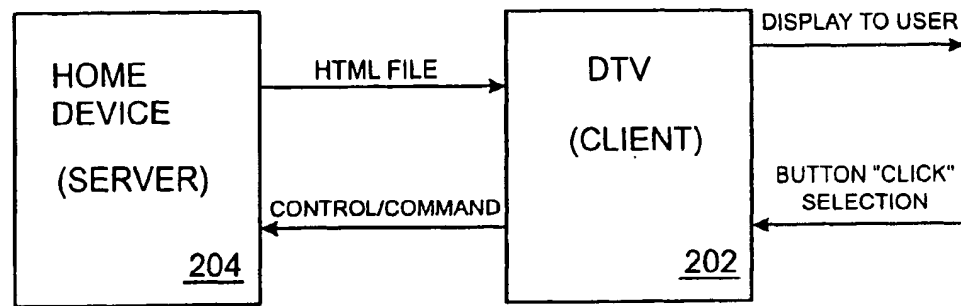 HOME
DEVICE
(SERVER)
204
HTML FILE
CONTROL/COMMAND
DTV
(CLIENT)
202
DISPLAY TO USER
BUTTON "CLICK"
SELECTION